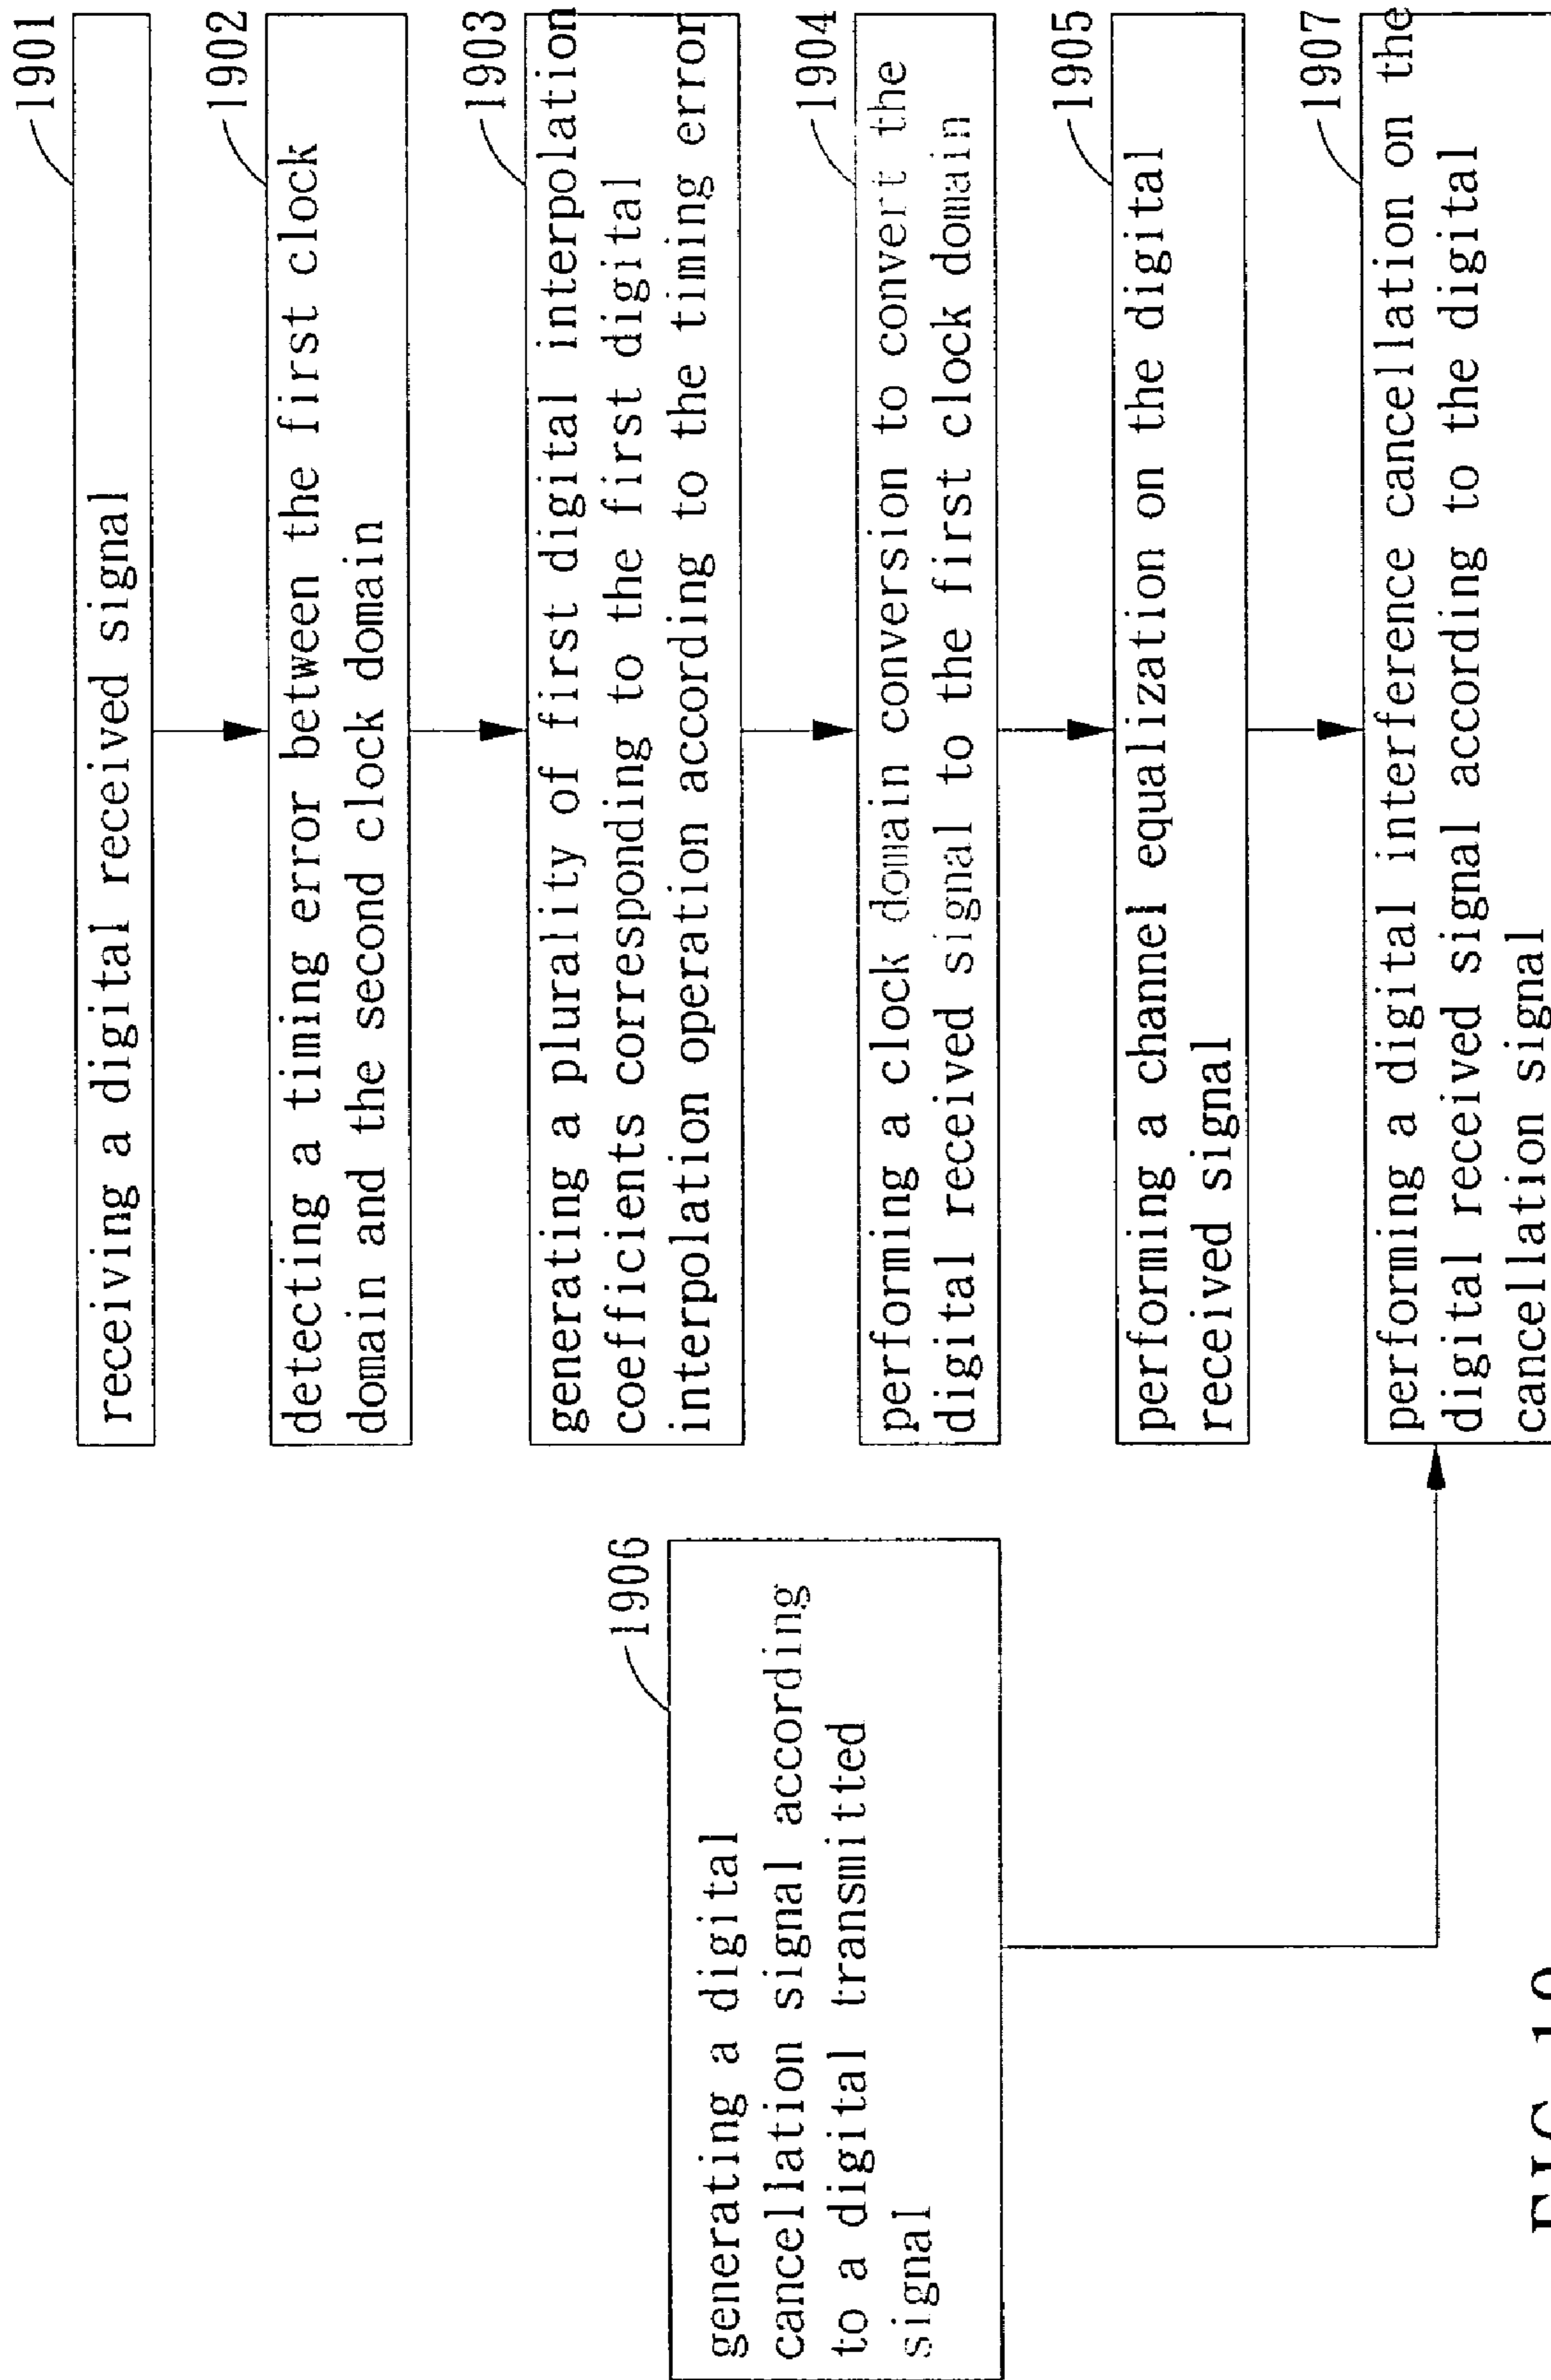 1901
receiving a digital received signal
1902
detecting a timing error between the first clock
domain and the second clock domain
1903
generating a plurality of first digital interpolation
coefficients corresponding to the first digital
interpolation operation according to the timing error
1904
performing a clock domain conversion to convert the
digital received signal to the first clock domain
1905
performing a channel equalization on the digital
received signal
1906
generating a digital
cancellation signal according
to a digital transmitted
signal
1907
performing a digital interference cancellation on the
digital received signal according to the digital
cancellation signal